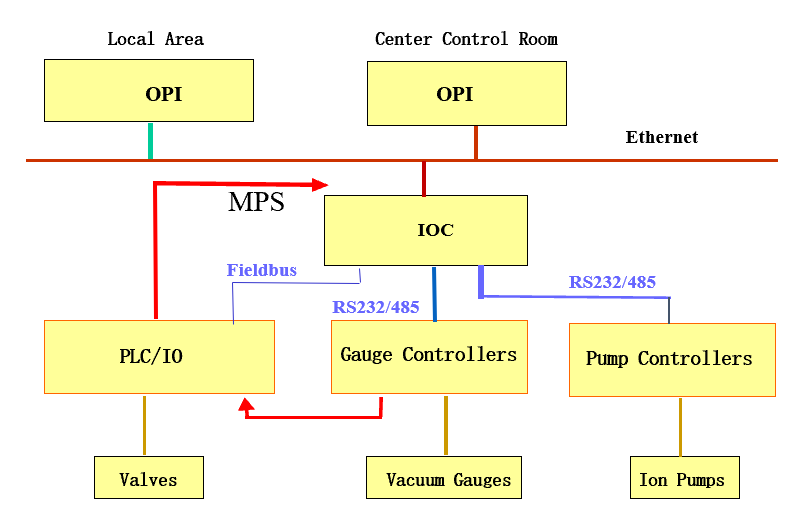 Local Area
Center Control Room
OPI
OPI
Ethernet
MPS
IOC
Fieldbus
RS232/485
RS232/485
PLC/IO
Gauge Controllers
Pump Controllers
Valves
Vacuum Gauges
Ion Pumps